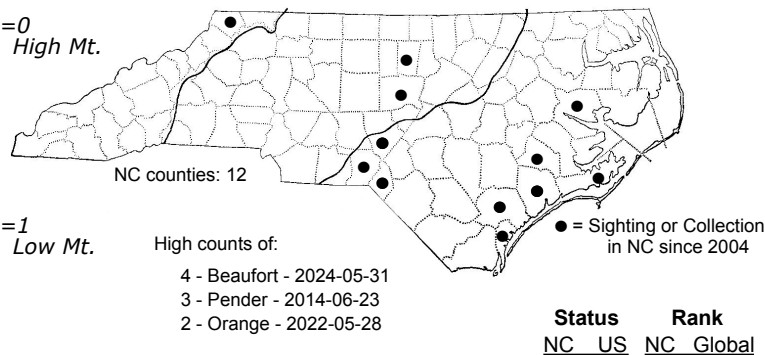 =0
High Mt.
NC counties: 12
=1
Low Mt.
High counts of:
4 - Beaufort - 2024-05-31
3 - Pender - 2014-06-23
2 - Orange - 2022-05-28
● = Sighting or Collection
in NC since 2004
Status Rank
NC US NC Global